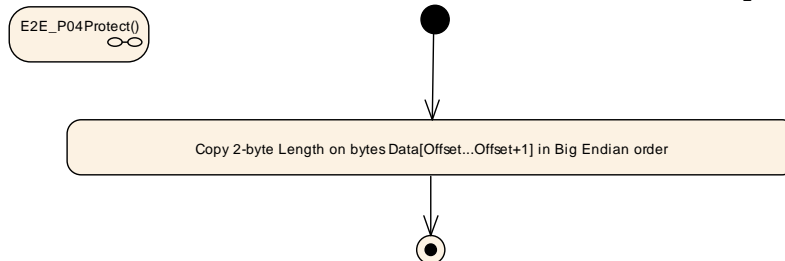 E2E_P04Protect()
Copy 2-byte Length on bytes Data[Offset...Offset+1] in Big Endian order